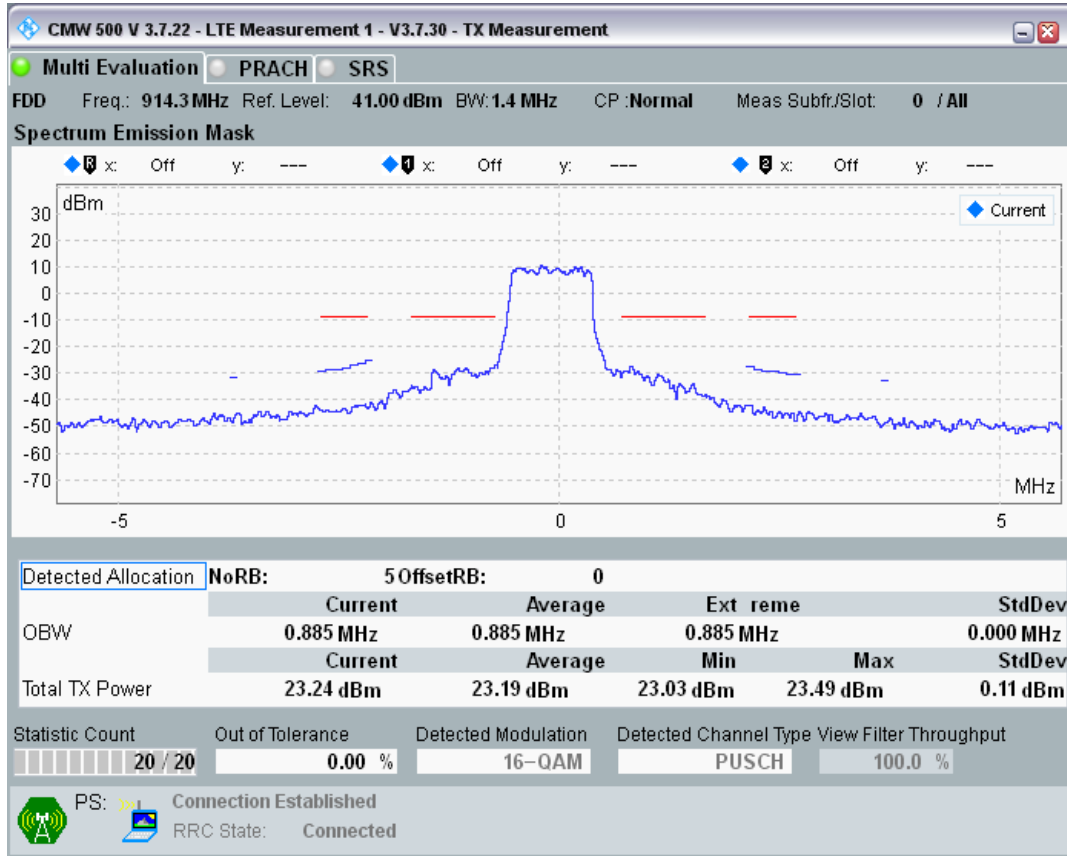 CMW 500 V 3.7.22 - LTE Measurement 1 - V3.7.30 - TX Measurement
Multi Evaluation PRACH SRS
FDD Freq.: 914.3 MHz Ref. Level: 41.00 dBm BW: 1.4 MHz CP :Normal Meas Subfr./Slot: 0 / All
Spectrum Emission Mask
R x: Off y: --- 1 x: Off y: --- 2 x: Off y: ---
dBm
Current
30
20
10
0
-10
-20
-30
-40
-50
-60
-70
MHz
-5 0 5
Detected Allocation NoRB: 5 OffsetRB: 0
Current Average Ext reme StdDev
OBW 0.885 MHz 0.885 MHz 0.885 MHz 0.000 MHz
Current Average Min Max StdDev
Total TX Power 23.24 dBm 23.19 dBm 23.03 dBm 23.49 dBm 0.11 dBm
Statistic Count Out of Tolerance Detected Modulation Detected Channel Type View Filter Throughput
20 / 20 0.00 % 16-QAM PUSCH 100.0 %
PS: Connection Established
RRC State: Connected